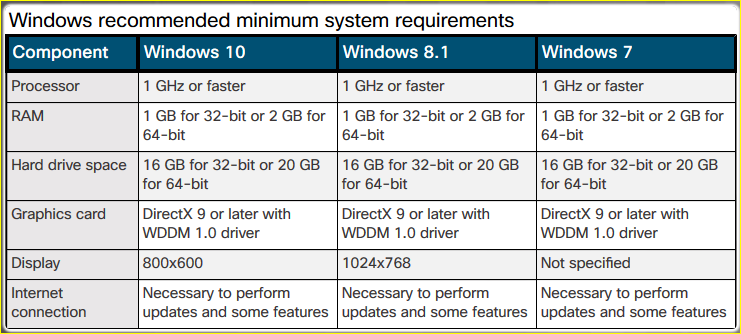 Windows recommended minimum system requirements
Component Windows 10 Windows 8.1 Windows 7
Processor 1 GHz or faster 1 GHz or faster 1 GHz or faster
RAM 1 GB for 32-bit or 2 GB for 1 GB for 32-bit or 2 GB for 1 GB for 32-bit or 2 GB for
64-bit 64-bit 64-bit
Hard drive space 16 GB for 32-bit or 20 GB 16 GB for 32-bit or 20 GB 16 GB for 32-bit or 20 GB
for 64-bit for 64-bit for 64-bit
Graphics card DirectX 9 or later with DirectX 9 or later with DirectX 9 or later with
WDDM 1.0 driver WDDM 1.0 driver WDDM 1.0 driver
Display 800x600 1024x768 Not specified
Internet Necessary to perform Necessary to perform Necessary to perform
connection updates and some features updates and some features updates and some features